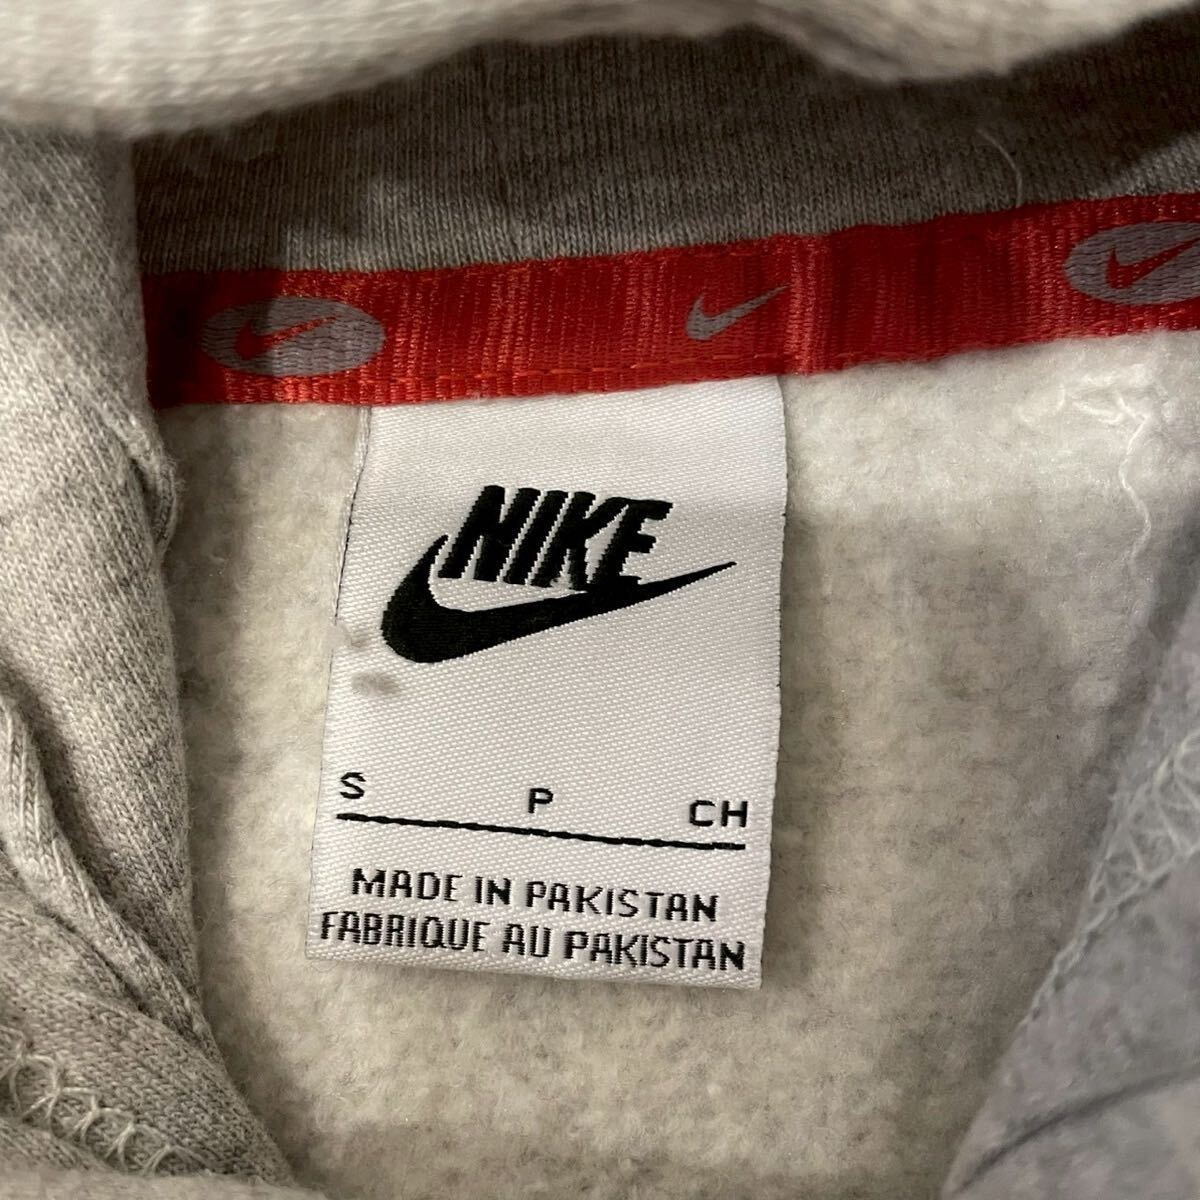 NIKE
S P CH
MADE IN PAKISTAN
FABRIQUE AU PAKISTAN